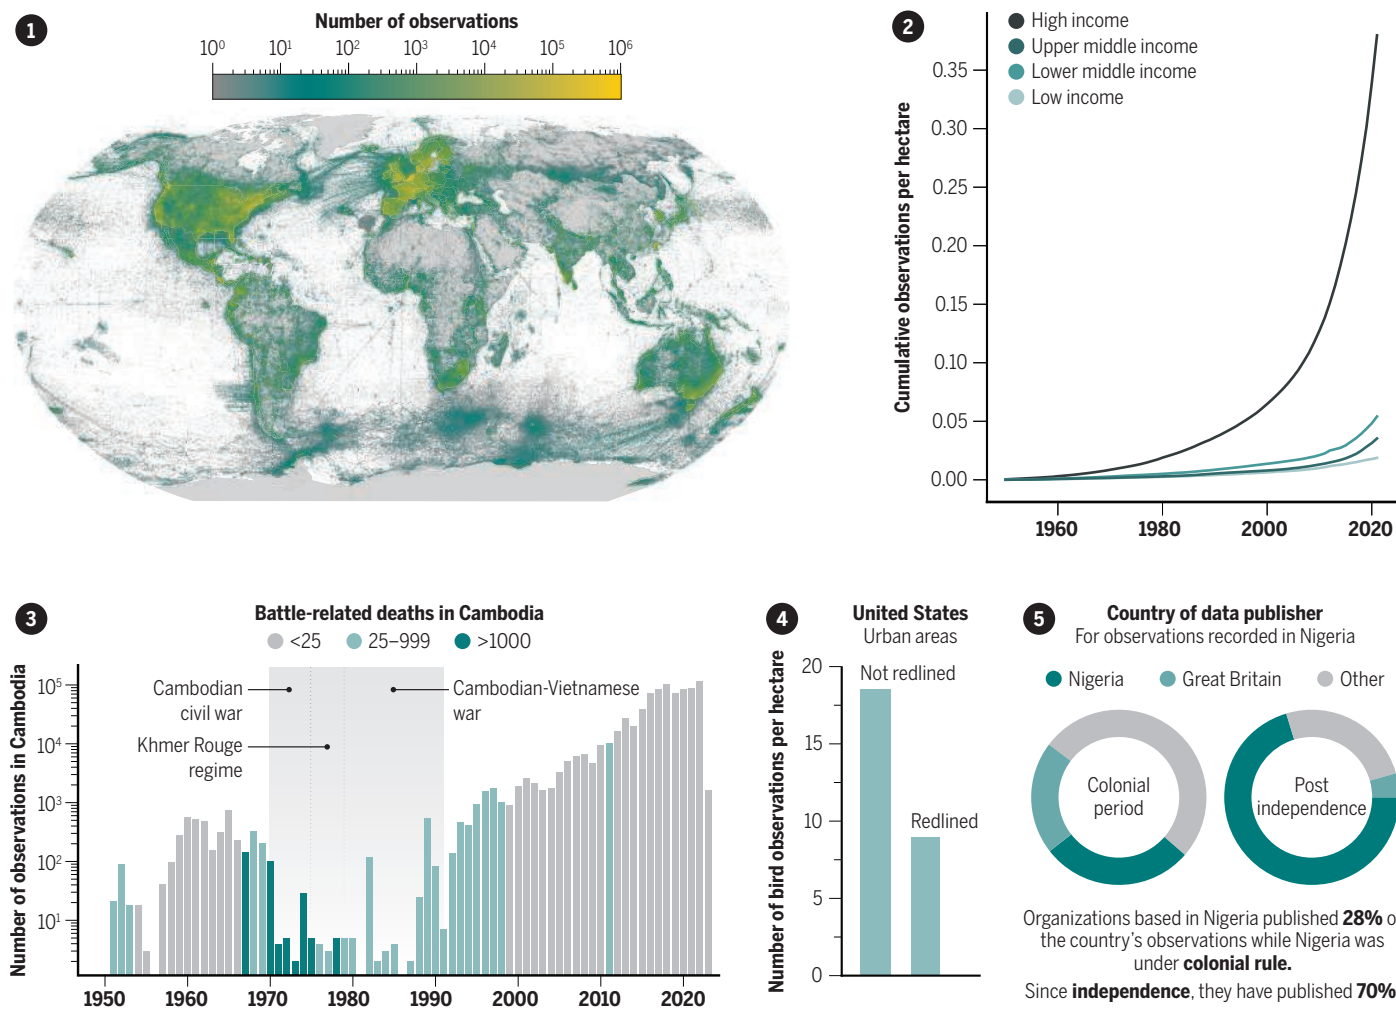 1
Number of observations
10⁰ 10¹ 10² 10³ 10⁴ 10⁵ 10⁶
2
High income
Upper middle income
Lower middle income
Low income
Cumulative observations per hectare
0.35
0.30
0.25
0.20
0.15
0.10
0.05
0.00
1960 1980 2000 2020
3
Battle-related deaths in Cambodia
<25 25–999 >1000
Number of observations in Cambodia
10⁵
10⁴
10³
10²
10¹
Cambodian
civil war
Khmer Rouge
regime
Cambodian-Vietnamese
war
1950 1960 1970 1980 1990 2000 2010 2020
4
United States
Urban areas
Number of bird observations per hectare
20
15
10
5
0
Not redlined
Redlined
5
Country of data publisher
For observations recorded in Nigeria
Nigeria Great Britain Other
Colonial
period
Post
independence
Organizations based in Nigeria published 28% o
the country's observations while Nigeria was
under colonial rule.
Since independence, they have published 70%